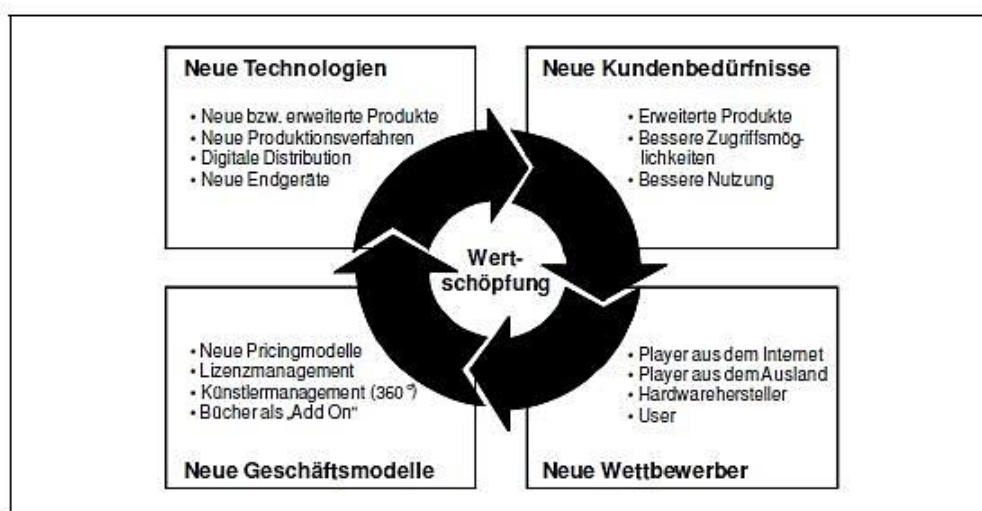 Neue Technologien
• Neue bzw. erweiterte Produkte
• Neue Produktionsverfahren
• Digitale Distribution
• Neue Endgeräte
Neue Kundenbedürfnisse
• Erweiterte Produkte
• Bessere Zugriffsmög-
lichkeiten
• Bessere Nutzung
Wert-
schöpfung
• Neue Pricingmodelle
• Lizenzmanagement
• Künstlermanagement (360°)
• Bücher als „Add On“
Neue Geschäftsmodelle
• Player aus dem Internet
• Player aus dem Ausland
• Hardwarehersteller
• User
Neue Wettbewerber